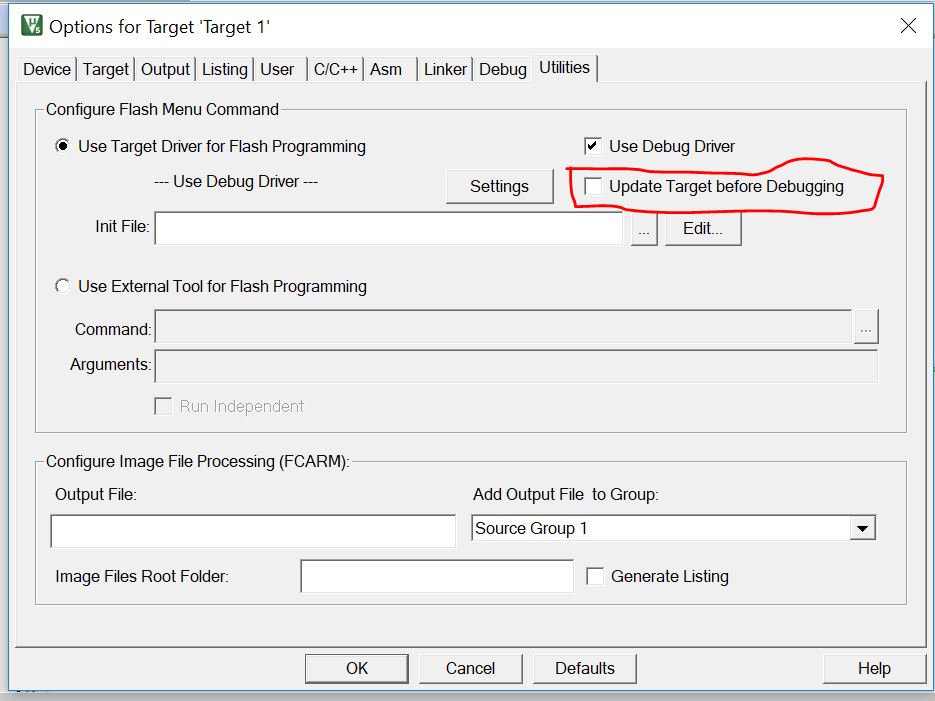 Options for Target 'Target 1'
Device Target Output Listing User C/C++ Asm Linker Debug Utilities
Configure Flash Menu Command
Use Target Driver for Flash Programming
Use Debug Driver
--- Use Debug Driver ---
Settings
Update Target before Debugging
Init File:
...
Edit...
Use External Tool for Flash Programming
Command:
...
Arguments:
Run Independent
Configure Image File Processing (FCARM):
Output File:
Add Output File  to Group:
Source Group 1
Image Files Root Folder:
Generate Listing
OK
Cancel
Defaults
Help